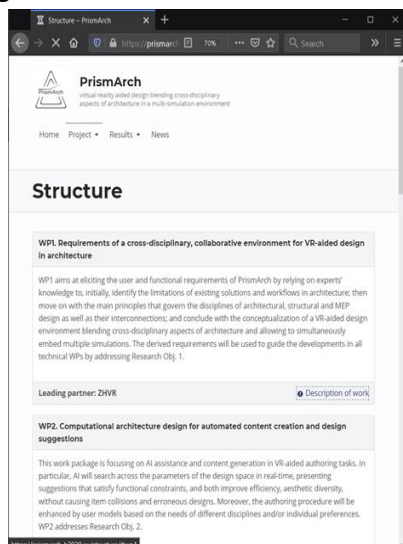 Structure – PrismArch
https://prismarch
70%
Search
PrismArch
PrismArch
virtual reality aided design blending cross-disciplinary
aspects of architecture in a multi-simulation environment
Home Project Results News
Structure
WP1. Requirements of a cross-disciplinary, collaborative environment for VR-aided design
in architecture
WP1 aims at eliciting the user and functional requirements of PrismArch by relying on experts'
knowledge to, initially, identify the limitations of existing solutions and workflows in architecture; then
move on with the main principles that govern the disciplines of architectural, structural and MEP
design as well as their interconnections; and conclude with the conceptualization of a VR-aided design
environment blending cross-disciplinary aspects of architecture and allowing to simultaneously
embed multiple simulations. The derived requirements will be used to guide the developments in all
technical WPs by addressing Research Obj. 1.
Leading partner: ZHVR
Description of work
WP2. Computational architecture design for automated content creation and design
suggestions
This work package is focusing on AI assistance and content generation in VR-aided authoring tasks. In
particular, AI will search across the parameters of the design space in real-time, presenting
suggestions that satisfy functional constraints, and both improve efficiency, aesthetic diversity,
without causing item collisions and erroneous designs. Moreover, the authoring procedure will be
enhanced by user models based on the needs of different disciplines and/or individual preferences.
WP2 addresses Research Obj. 2.